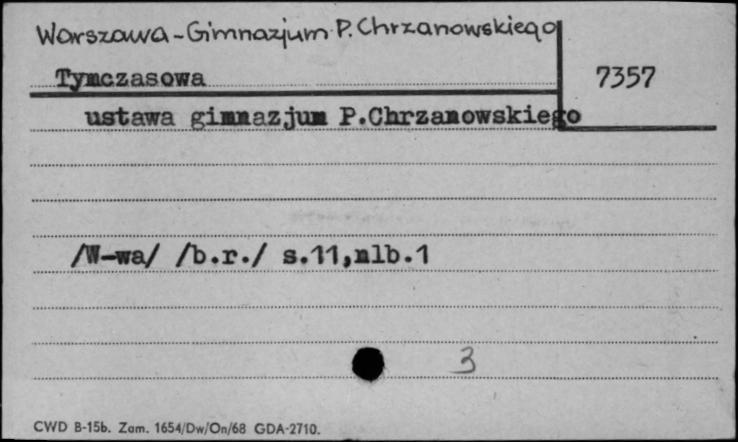 Warszawa-Gimnazjum P. Chrzanowskiego
Tymczasowa
7357
ustawa gimnazjum P.Chrzanowskiego
/W-wa/ /b.r./ s.11,nlb.1
3
CWD B-15b. Zam. 1654/Dw/On/68 GDA-2710.